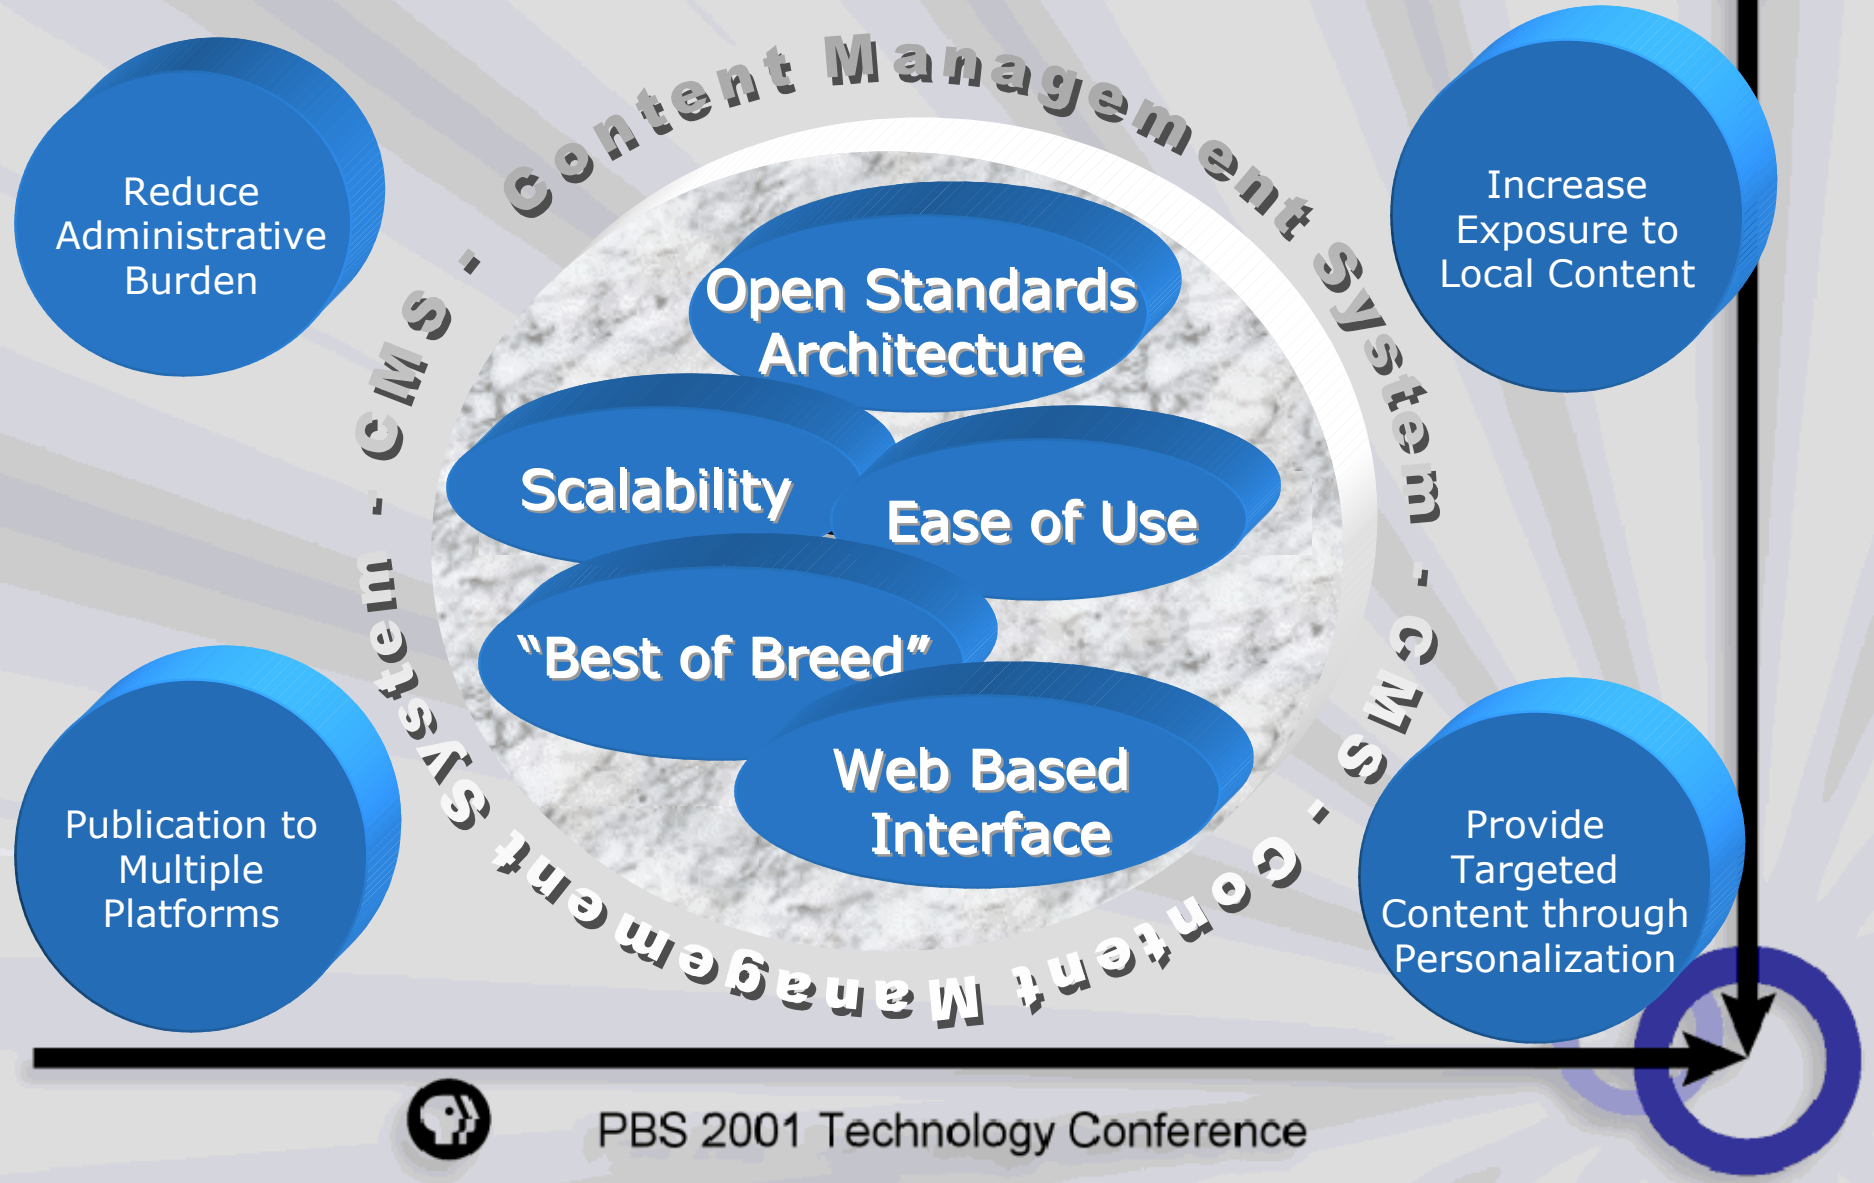 Content Management System - CMS - Content Management System - CMS -
Reduce
Administrative
Burden
Increase
Exposure to
Local Content
Open Standards
Architecture
Scalability
Ease of Use
“Best of Breed”
Web Based
Interface
Publication to
Multiple
Platforms
Provide
Targeted
Content through
Personalization
PBS 2001 Technology Conference